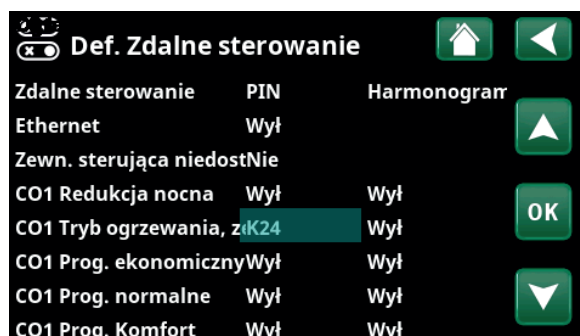 Def. Zdalne sterowanie
Zdalne sterowanie PIN Harmonogram
Ethernet Wył
Zewn. sterująca niedostNie
CO1 Redukcja nocna Wył Wył
CO1 Tryb ogrzewania, zeK24 Wył
OK
CO1 Prog. ekonomicznyWył Wył
CO1 Prog. normalne Wył Wył
CO1 Prog. Komfort Wył Wył